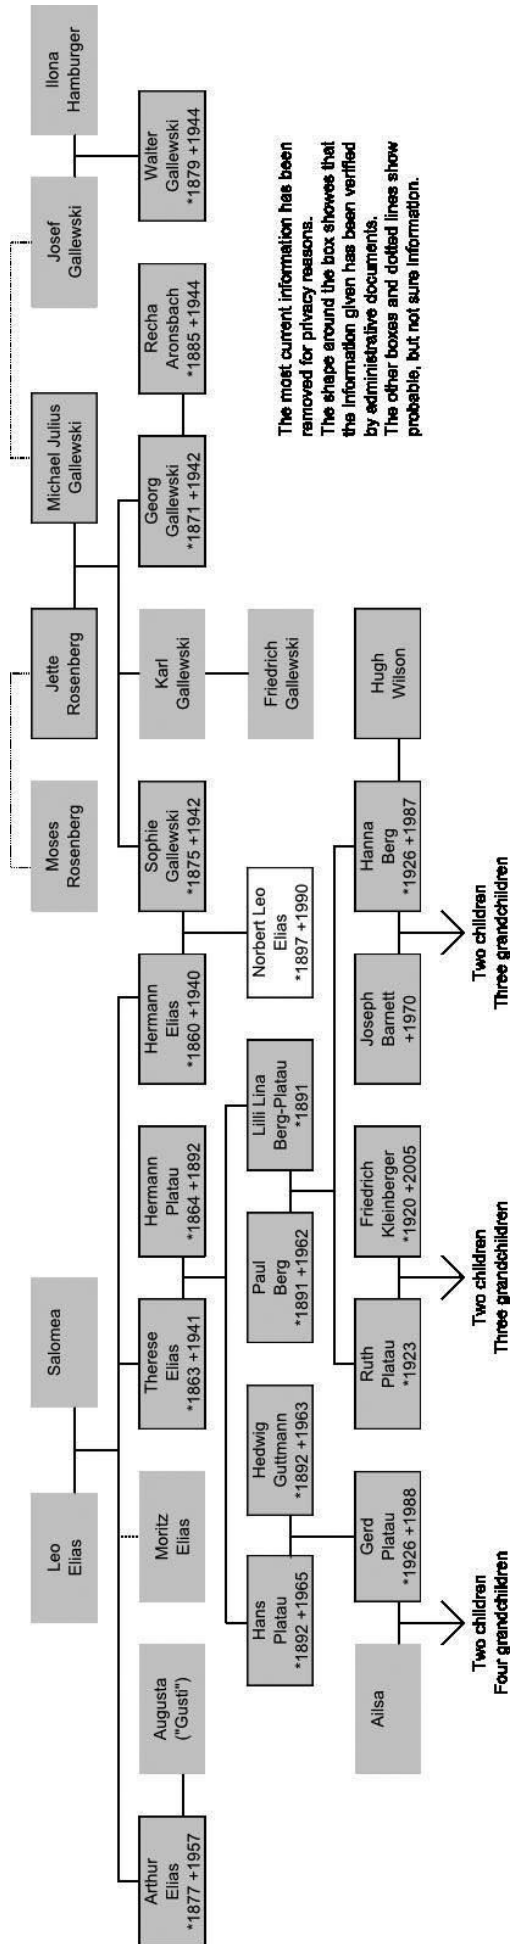 Leo
Elias
Salomea
Moses
Rosenberg
Jette
Rosenberg
Michael Julius
Gallewski
Josef
Gallewski
Ilona
Hamburger
Arthur
Elias
*1877 +1957
Augusta
("Gusti")
Moritz
Elias
Therese
Elias
*1863 +1941
Hermann
Platau
*1864 +1892
Hermann
Elias
*1860 +1940
Sophie
Gallewski
*1875 +1942
Karl
Gallewski
Georg
Gallewski
*1871 +1942
Recha
Aronsbach
*1885 +1944
Walter
Gallewski
*1879 +1944
Hans
Platau
*1892 +1965
Hedwig
Guttmann
*1892 +1963
Paul
Berg
*1891 +1962
Lilli Lina
Berg-Platau
*1891
Norbert Leo
Elias
*1897 +1990
Friedrich
Gallewski
Ailsa
Gerd
Platau
*1926 +1988
Ruth
Platau
*1923
Friedrich
Kleinberger
*1920 +2005
Joseph
Barnett
+1970
Hanna
Berg
*1926 +1987
Hugh
Wilson
Two children
Four grandchildren
Two children
Three grandchildren
Two children
Three grandchildren
The most current information has been
removed for privacy reasons.
The shape around the box showes that
the information given has been verified
by administrative documents.
The other boxes and dotted lines show
probable, but not sure information.